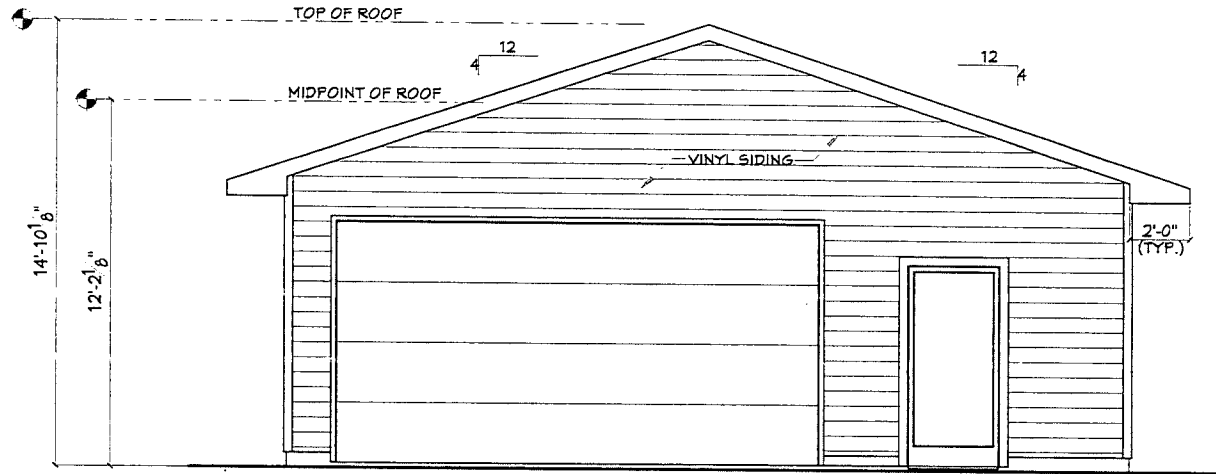 TOP OF ROOF
12
4
12
4
MIDPOINT OF ROOF
VINYL SIDING
14'-10 1/8"
12'-2 1/8"
2'-0"
(TYP.)